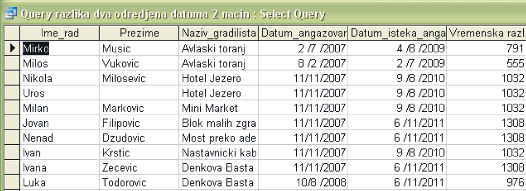 Query razlika dva odredjena datuma 2 nacin : Select Query
Ime_rad Prezime Naziv_gradilista Datum_angazovar Datum_isteka_anga Vremenska razl
Mirko Music Avlaski toranj 2 /7 /2007 4 /8 /2009 791
Milos Vukovic Avlaski toranj 8 /2 /2007 2 /7 /2009 555
Nikola Milosevic Hotel Jezero 11/11/2007 9 /8 /2010 1032
Uros Hotel Jezero 11/11/2007 9 /8 /2010 1032
Milan Markovic Mini Market 11/11/2007 9 /8 /2010 1032
Jovan Filipovic Blok malih zgra 11/11/2007 6 /11/2011 1308
Nenad Dzudovic Most preko ade 11/11/2007 6 /11/2011 1308
Ivan Krstic Nastavnicki kab 11/11/2007 9 /8 /2010 1032
Ivana Zecevic Denkova Basta 11/11/2007 6 /11/2011 1308
Luka Todorovic Denkova Basta 10/8 /2008 6 /11/2011 976